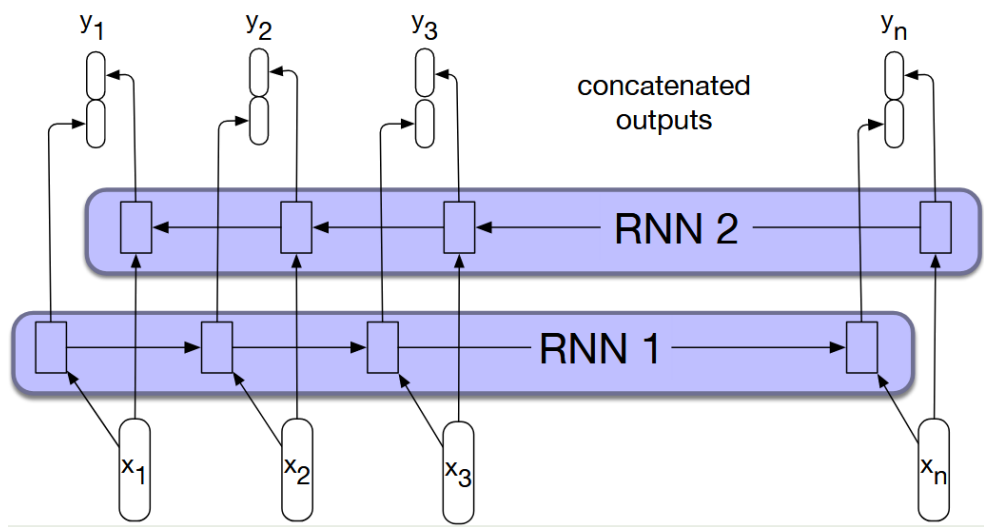 y1 y2 y3 yn
concatenated
outputs
RNN 2
RNN 1
x1 x2 x3 xn